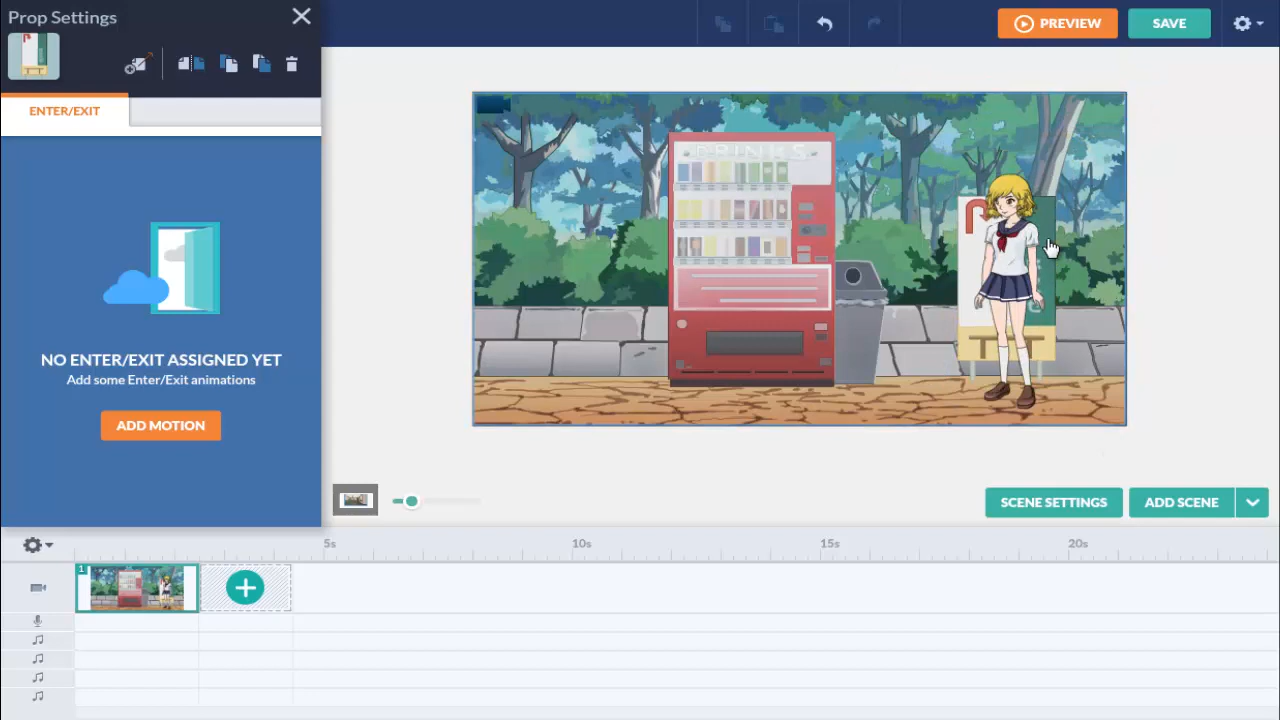 Prop Settings
PREVIEW
SAVE
ENTER/EXIT
DRINKS
NO ENTER/EXIT ASSIGNED YET
Add some Enter/Exit animations
ADD MOTION
SCENE SETTINGS
ADD SCENE
5s
10s
15s
20s
1